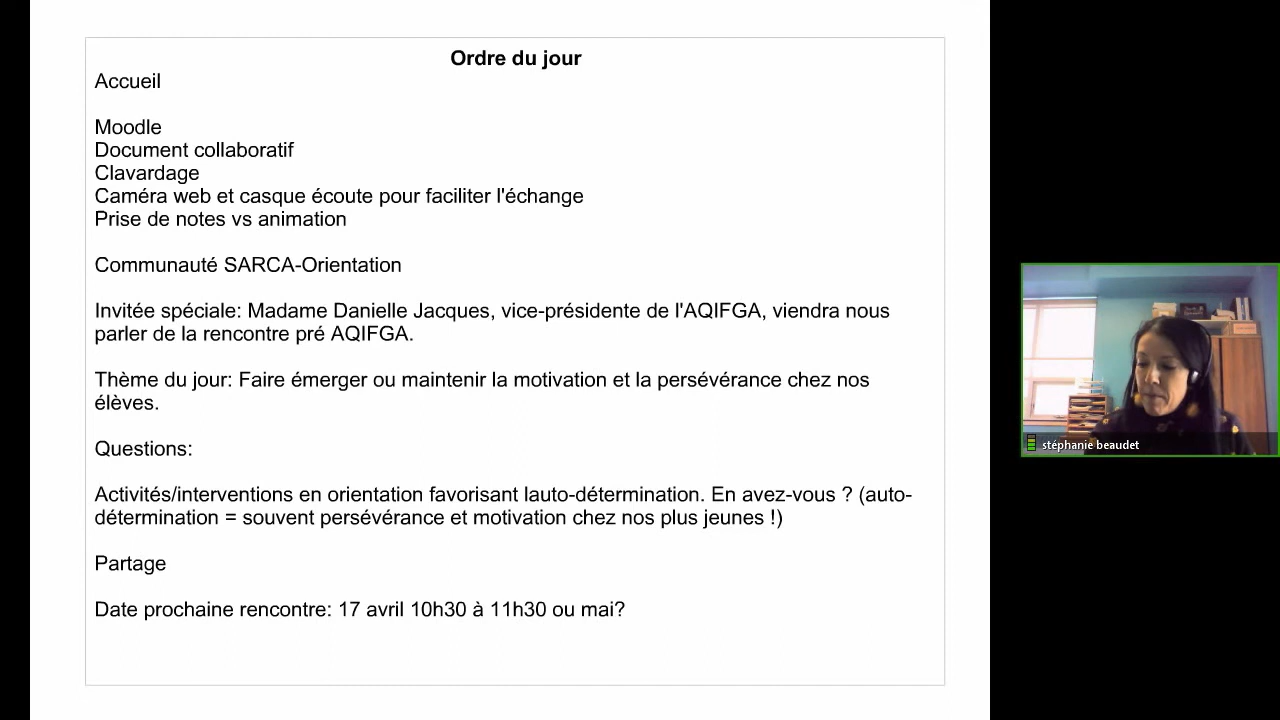 Ordre du jour
Accueil
Moodle
Document collaboratif
Clavardage
Caméra web et casque écoute pour faciliter l'échange
Prise de notes vs animation
Communauté SARCA-Orientation
Invitée spéciale: Madame Danielle Jacques, vice-présidente de l'AQIFGA, viendra nous
parler de la rencontre pré AQIFGA.
Thème du jour: Faire émerger ou maintenir la motivation et la persévérance chez nos
élèves.
Questions:
Activités/interventions en orientation favorisant lauto-détermination. En avez-vous ? (auto-
détermination = souvent persévérance et motivation chez nos plus jeunes !)
Partage
Date prochaine rencontre: 17 avril 10h30 à 11h30 ou mai?
stéphanie beaudet